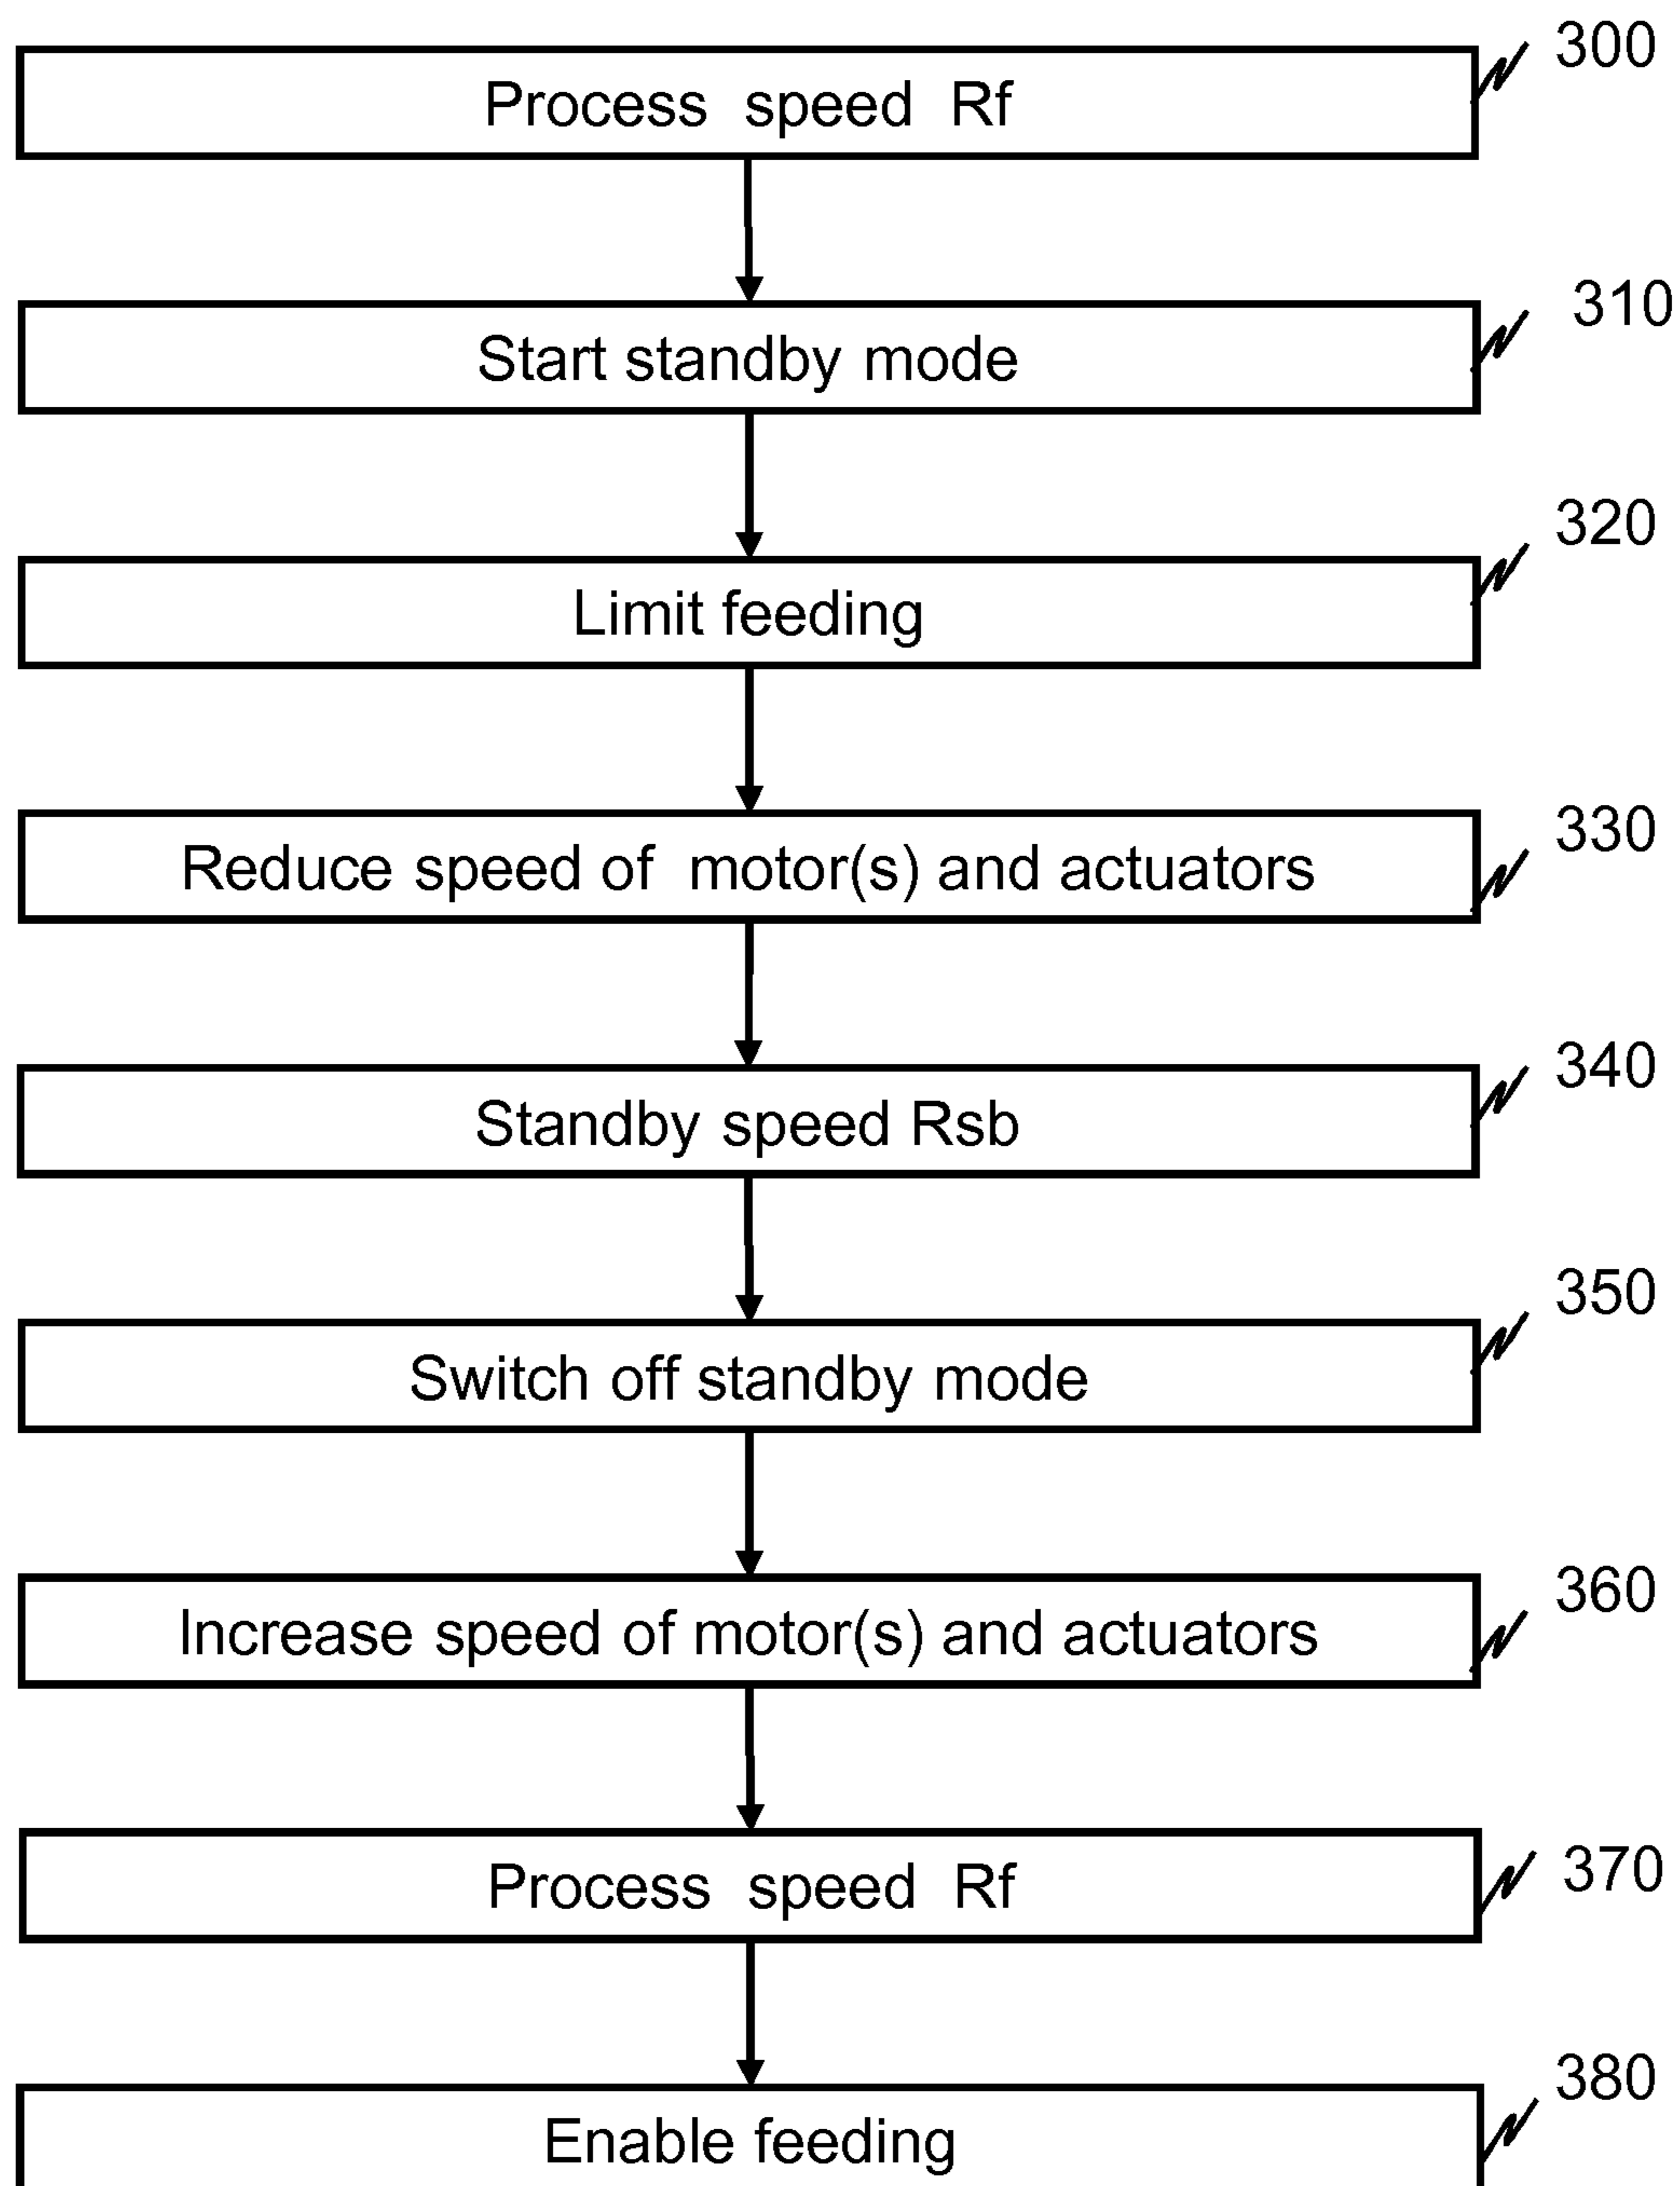 300
Process speed Rf
310
Start standby mode
320
Limit feeding
330
Reduce speed of motor(s) and actuators
340
Standby speed Rsb
350
Switch off standby mode
360
Increase speed of motor(s) and actuators
370
Process speed Rf
380
Enable feeding